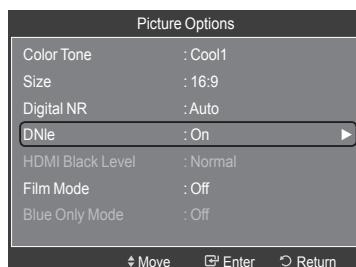 Picture Options
Color Tone : Cool1
Size : 16:9
Digital NR : Auto
DNIe : On
HDMI Black Level : Normal
Film Mode : Off
Blue Only Mode : Off
Move Enter Return